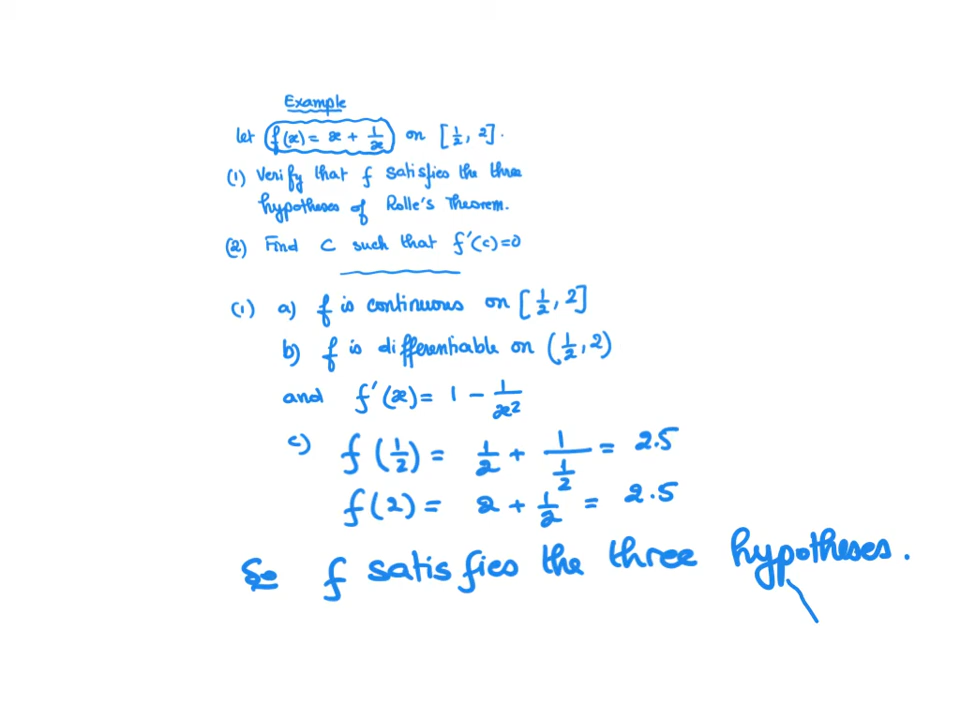 Example
let f(x) = x + 1/x on [1/2, 2].
(1) Verify that f satisfies the three
hypotheses of Rolle's Theorem.
(2) Find C such that f'(c)=0
(1) a) f is continuous on [1/2, 2]
b) f is differentiable on (1/2, 2)
and f'(x) = 1 - 1/x²
c) f(1/2) = 1/2 + 1/(1/2) = 2.5
f(2) = 2 + 1/2 = 2.5
So f satisfies the three hypotheses.